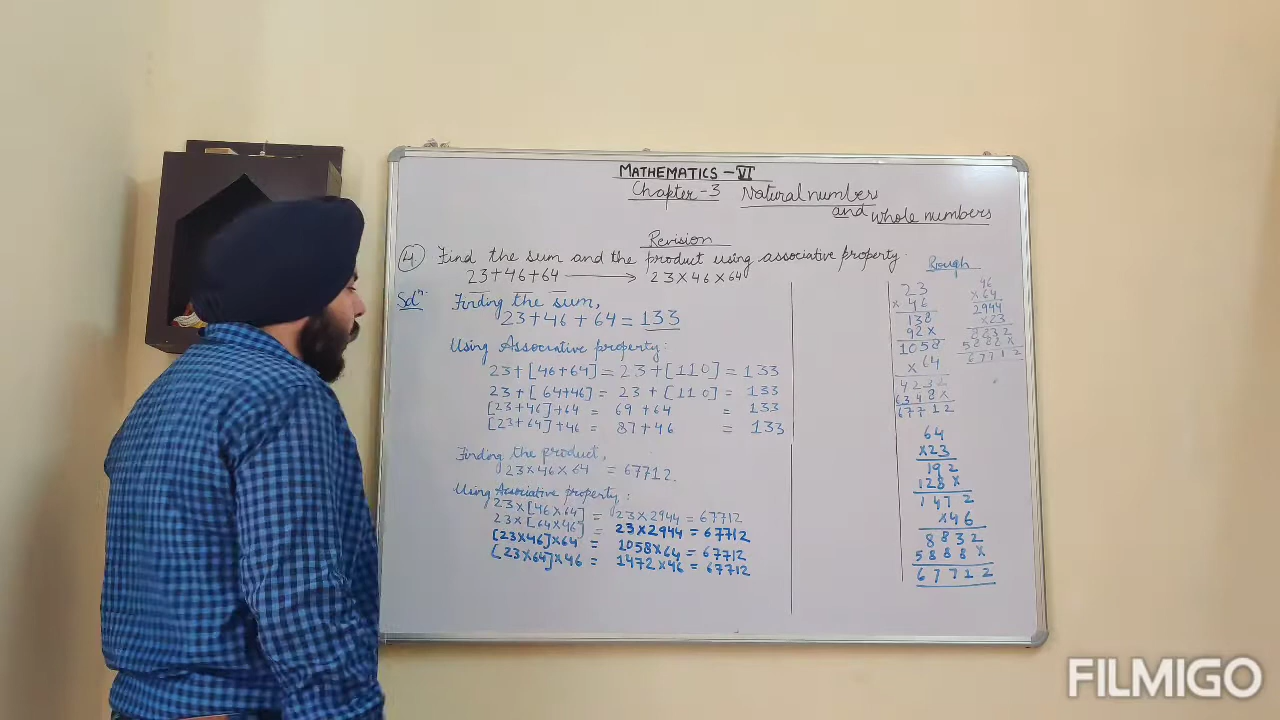 MATHEMATICS - VI
Chapter-3 Natural numbers
and whole numbers
Revision
4 Find the sum and the product using associative property.
23+46+64 → 23×46×64
Solⁿ. Finding the sum,
23+46+64 = 133
Using Associative property:
23+[46+64] = 23+[110] = 133
23+[64+46] = 23+[110] = 133
[23+46]+64 = 69+64 = 133
[23+64]+46 = 87+46 = 133
Finding the product,
23×46×64 = 67712.
Using Associative property:
23×[46×64] = 23×2944 = 67712
23×[64×46] = 23×2944 = 67712
[23×46]×64 = 1058×64 = 67712
[23×64]×46 = 1472×46 = 67712
Rough
23
×46
138
92×
1058
×64
4232
6348×
67712
46
×64
2944
×23
8832
5888×
67712
64
×23
192
128×
1472
×46
8832
5888×
67712
FILMIGO